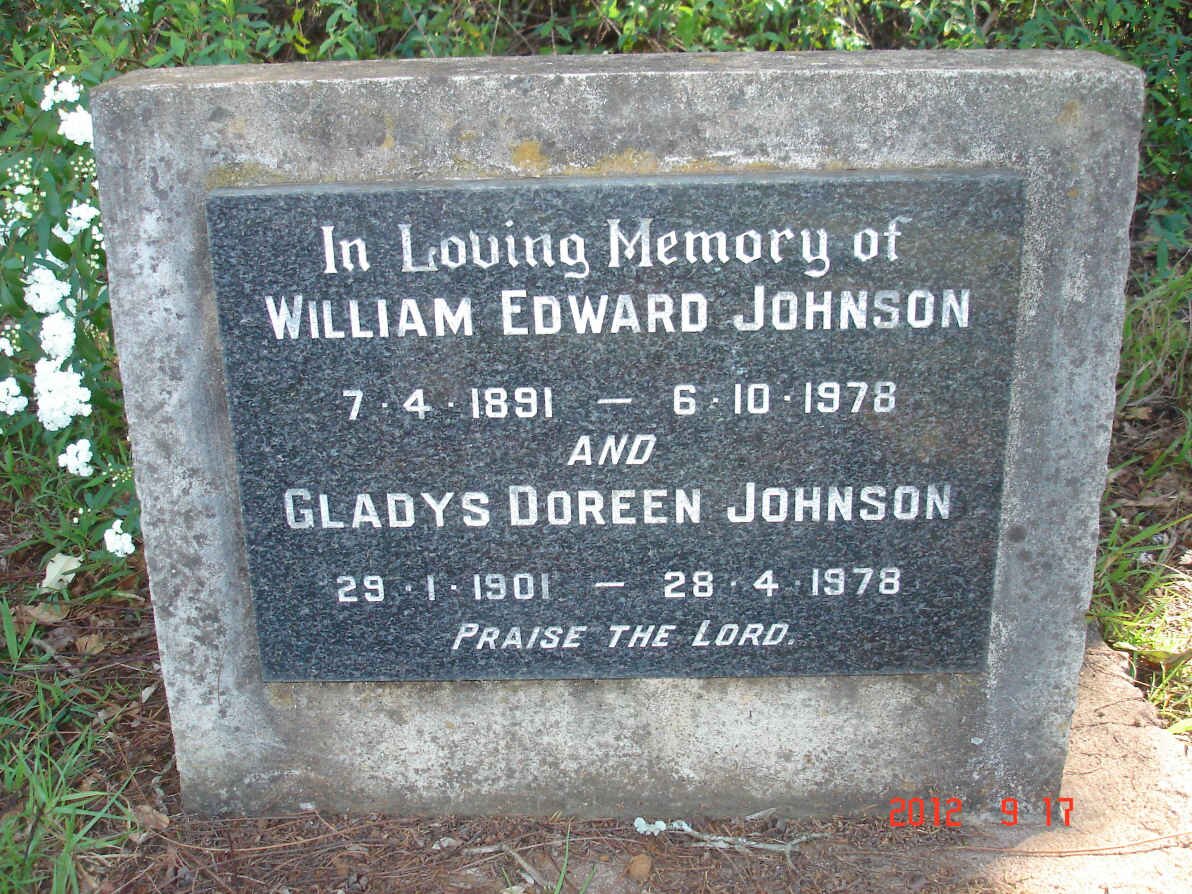 In Loving Memory of
WILLIAM EDWARD JOHNSON
7·4·1891 — 6·10·1978
AND
GLADYS DOREEN JOHNSON
29·1·1901 — 28·4·1978
PRAISE THE LORD.
2012 9 17